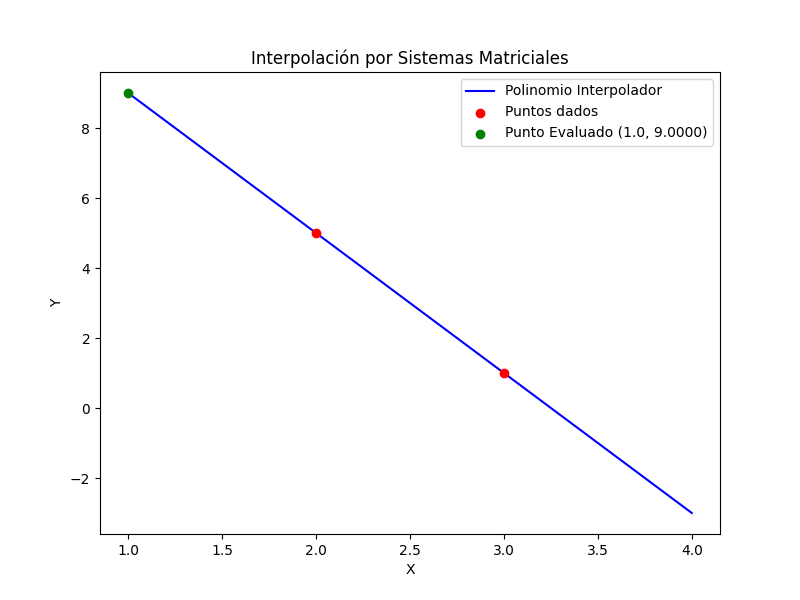 Interpolación por Sistemas Matriciales
Polinomio Interpolador
Puntos dados
Punto Evaluado (1.0, 9.0000)
8
6
4
2
0
−2
Y
1.0 1.5 2.0 2.5 3.0 3.5 4.0
X